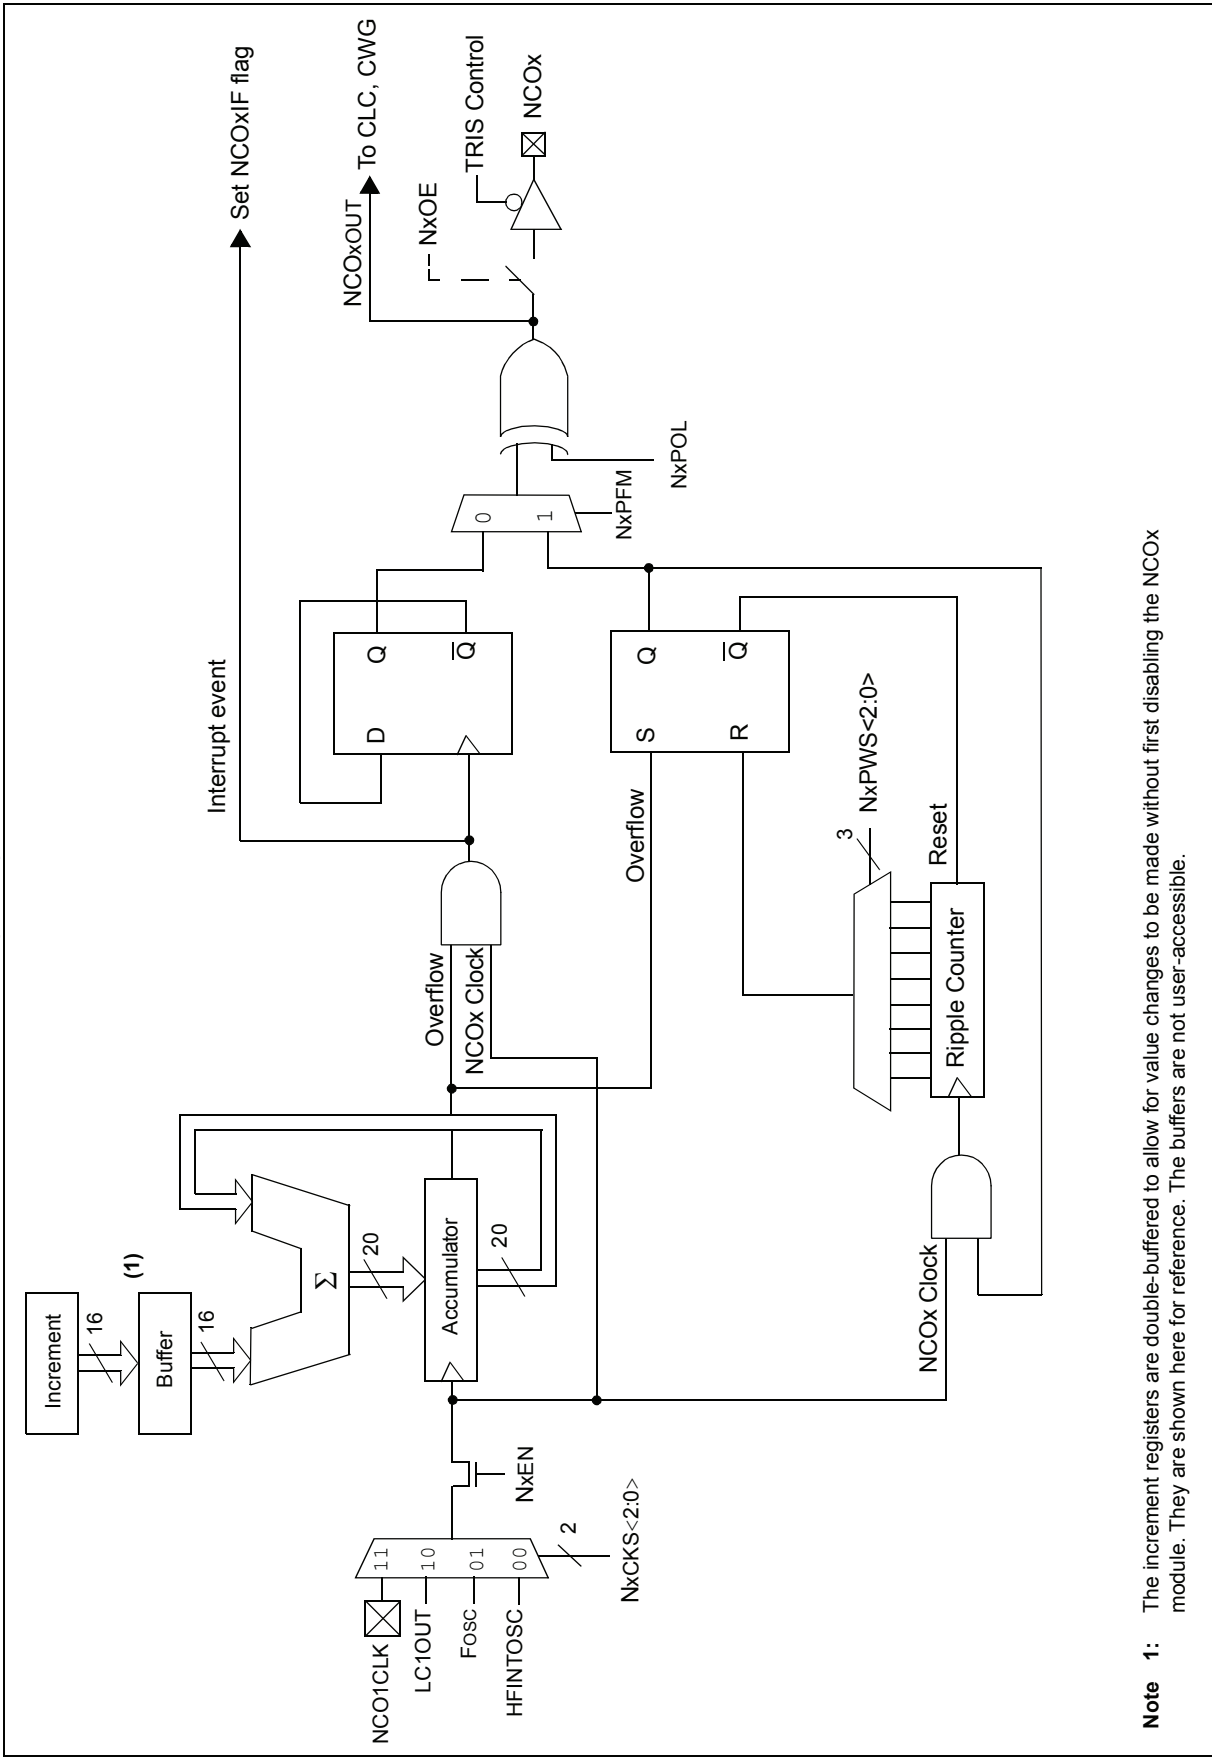 Increment
16
Buffer
(1)
16
Σ
20
Accumulator
20
NCO1CLK
LC1OUT
FOSC
HFINTOSC
11
10
01
00
2
NxCKS<2:0>
NxEN
Overflow
NCOx Clock
Interrupt event
Set NCOxIF flag
D
Q
Q
Overflow
S
Q
R
Q
NCOx Clock
Ripple Counter
Reset
3
NxPWS<2:0>
0
1
NxPFM
NxPOL
NCOxOUT
To CLC, CWG
NxOE
TRIS Control
NCOx
Note 1: The increment registers are double-buffered to allow for value changes to be made without first disabling the NCOx
module. They are shown here for reference. The buffers are not user-accessible.